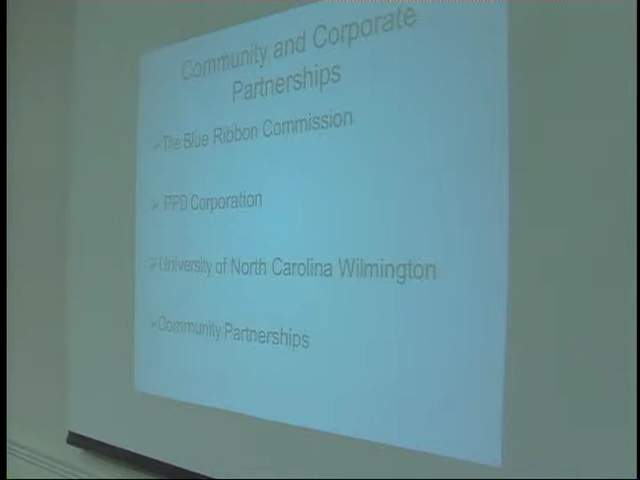 Community and Corporate
Partnerships
➢The Blue Ribbon Commission
➢ PPD Corporation
➢University of North Carolina Wilmington
➢Community Partnerships